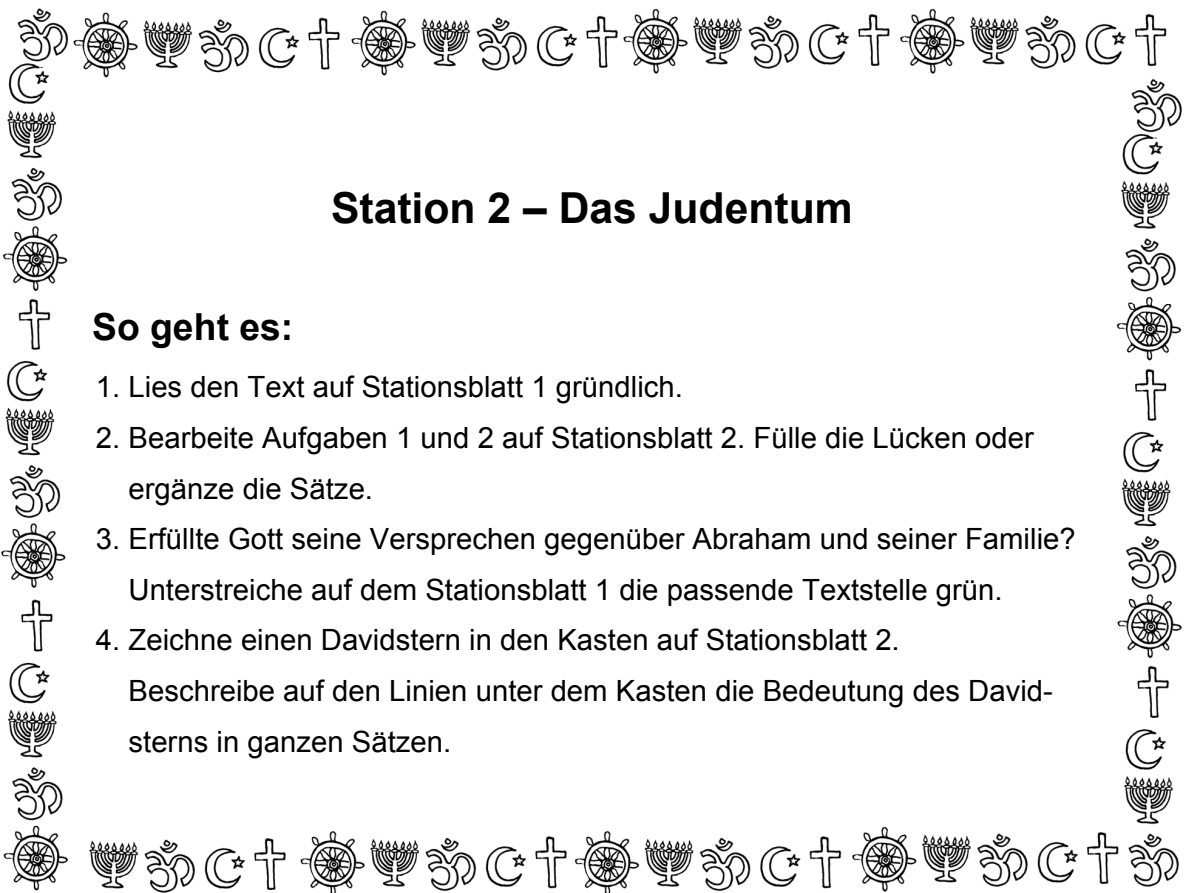 Station 2 – Das Judentum
So geht es:
1. Lies den Text auf Stationsblatt 1 gründlich.
2. Bearbeite Aufgaben 1 und 2 auf Stationsblatt 2. Fülle die Lücken oder
ergänze die Sätze.
3. Erfüllte Gott seine Versprechen gegenüber Abraham und seiner Familie?
Unterstreiche auf dem Stationsblatt 1 die passende Textstelle grün.
4. Zeichne einen Davidstern in den Kasten auf Stationsblatt 2.
Beschreibe auf den Linien unter dem Kasten die Bedeutung des David-
sterns in ganzen Sätzen.